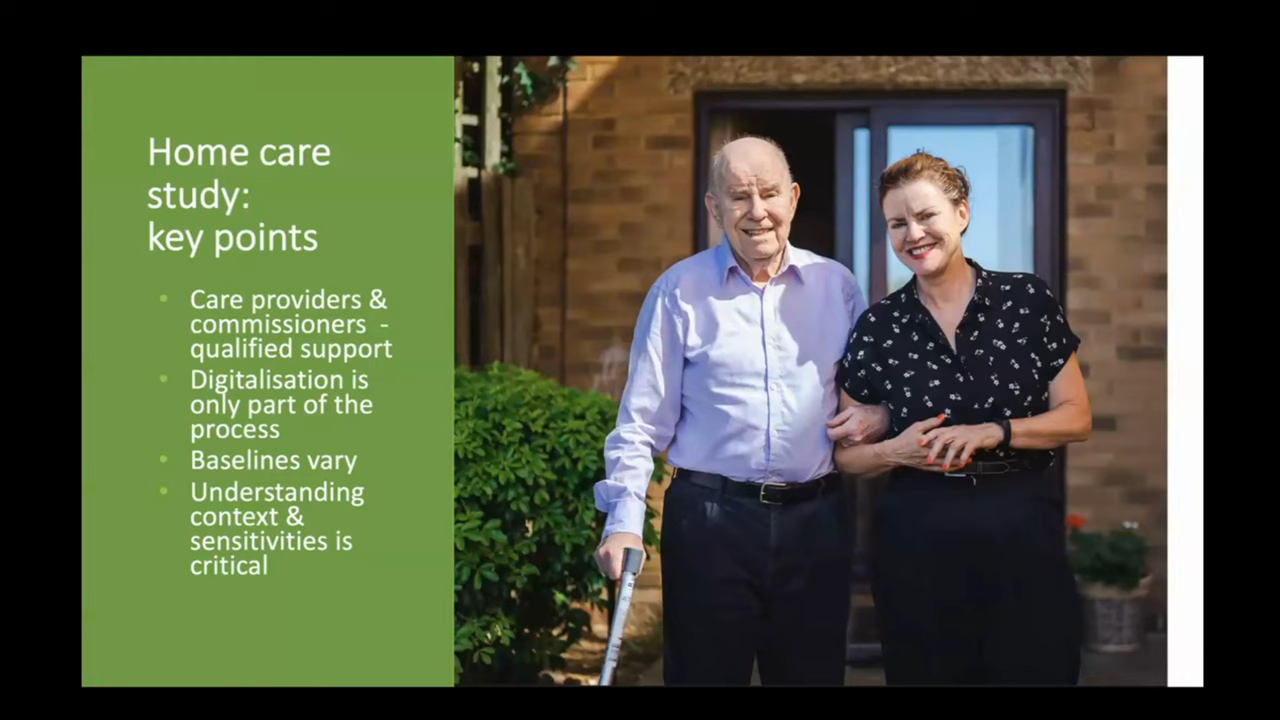 Home care
study:
key points
• Care providers &
commissioners  -
qualified support
• Digitalisation is
only part of the
process
• Baselines vary
• Understanding
context &
sensitivities is
critical